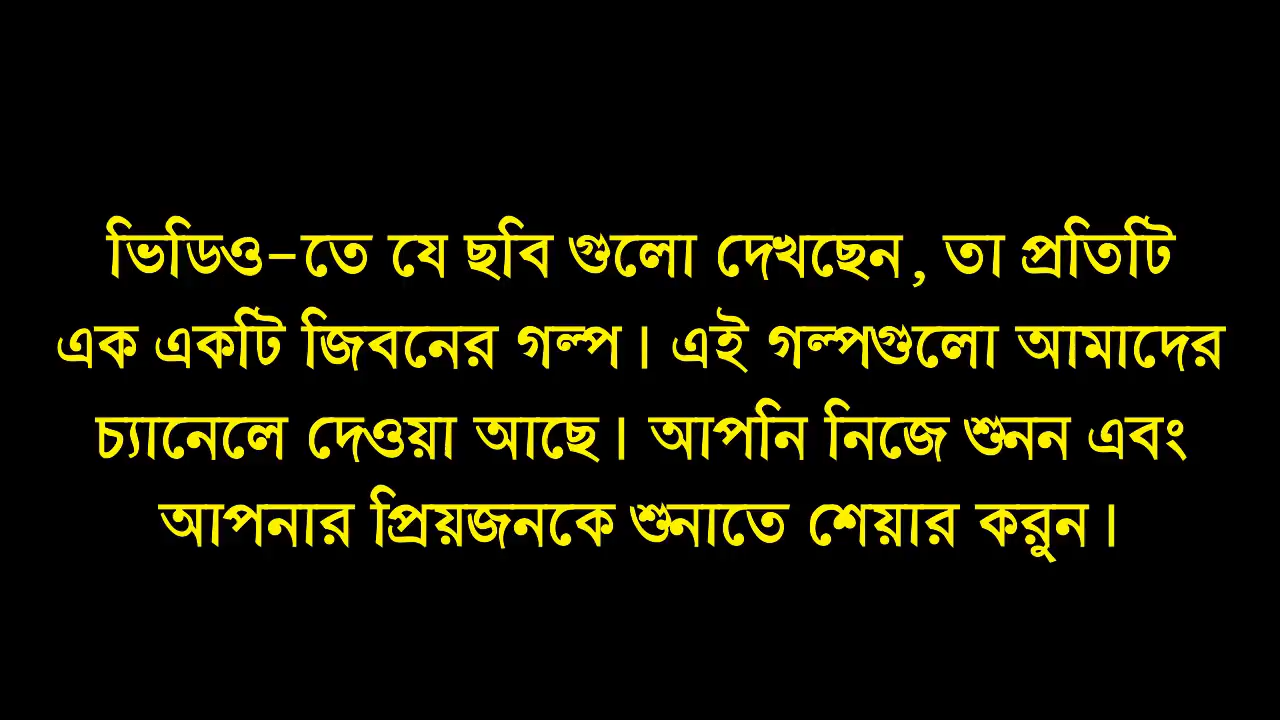 ভিডিও-তে যে ছবি গুলো দেখছেন, তা প্রতিটি
এক একটি জিবনের গল্প। এই গল্পগুলো আমাদের
চ্যানেলে দেওয়া আছে। আপনি নিজে শুনন এবং
আপনার প্রিয়জনকে শুনাতে শেয়ার করুন।